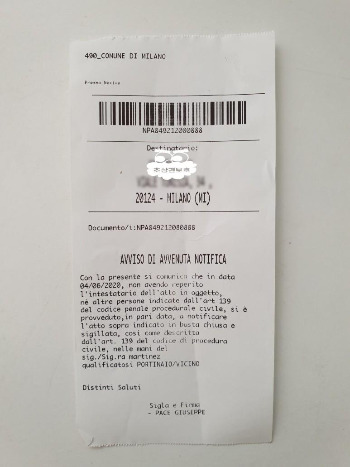 490_COMUNE DI MILANO
NPA849212000888
Destinatario:
20124 - MILANO (MI)
Documento/i:NPA849212000888
AVVISO DI AVVENUTA NOTIFICA
Con la presente si comunica che in data
04/06/2020, non avendo reperito
l'intestatario dell'atto in oggetto,
né altre persone indicate dall'art.139
del codice penale procedurale civile, si è
provveduto,in pari data, a notificare
l'atto sopra indicato in busta chiusa e
sigillata, così come descritto
dall'art. 139 del codice di procedura
civile, nelle mani del
sig./Sig.ra martinez
qualificatosi PORTINAIO/VICINO
Distinti Saluti
Sigla e Firma
- PACE GIUSEPPE